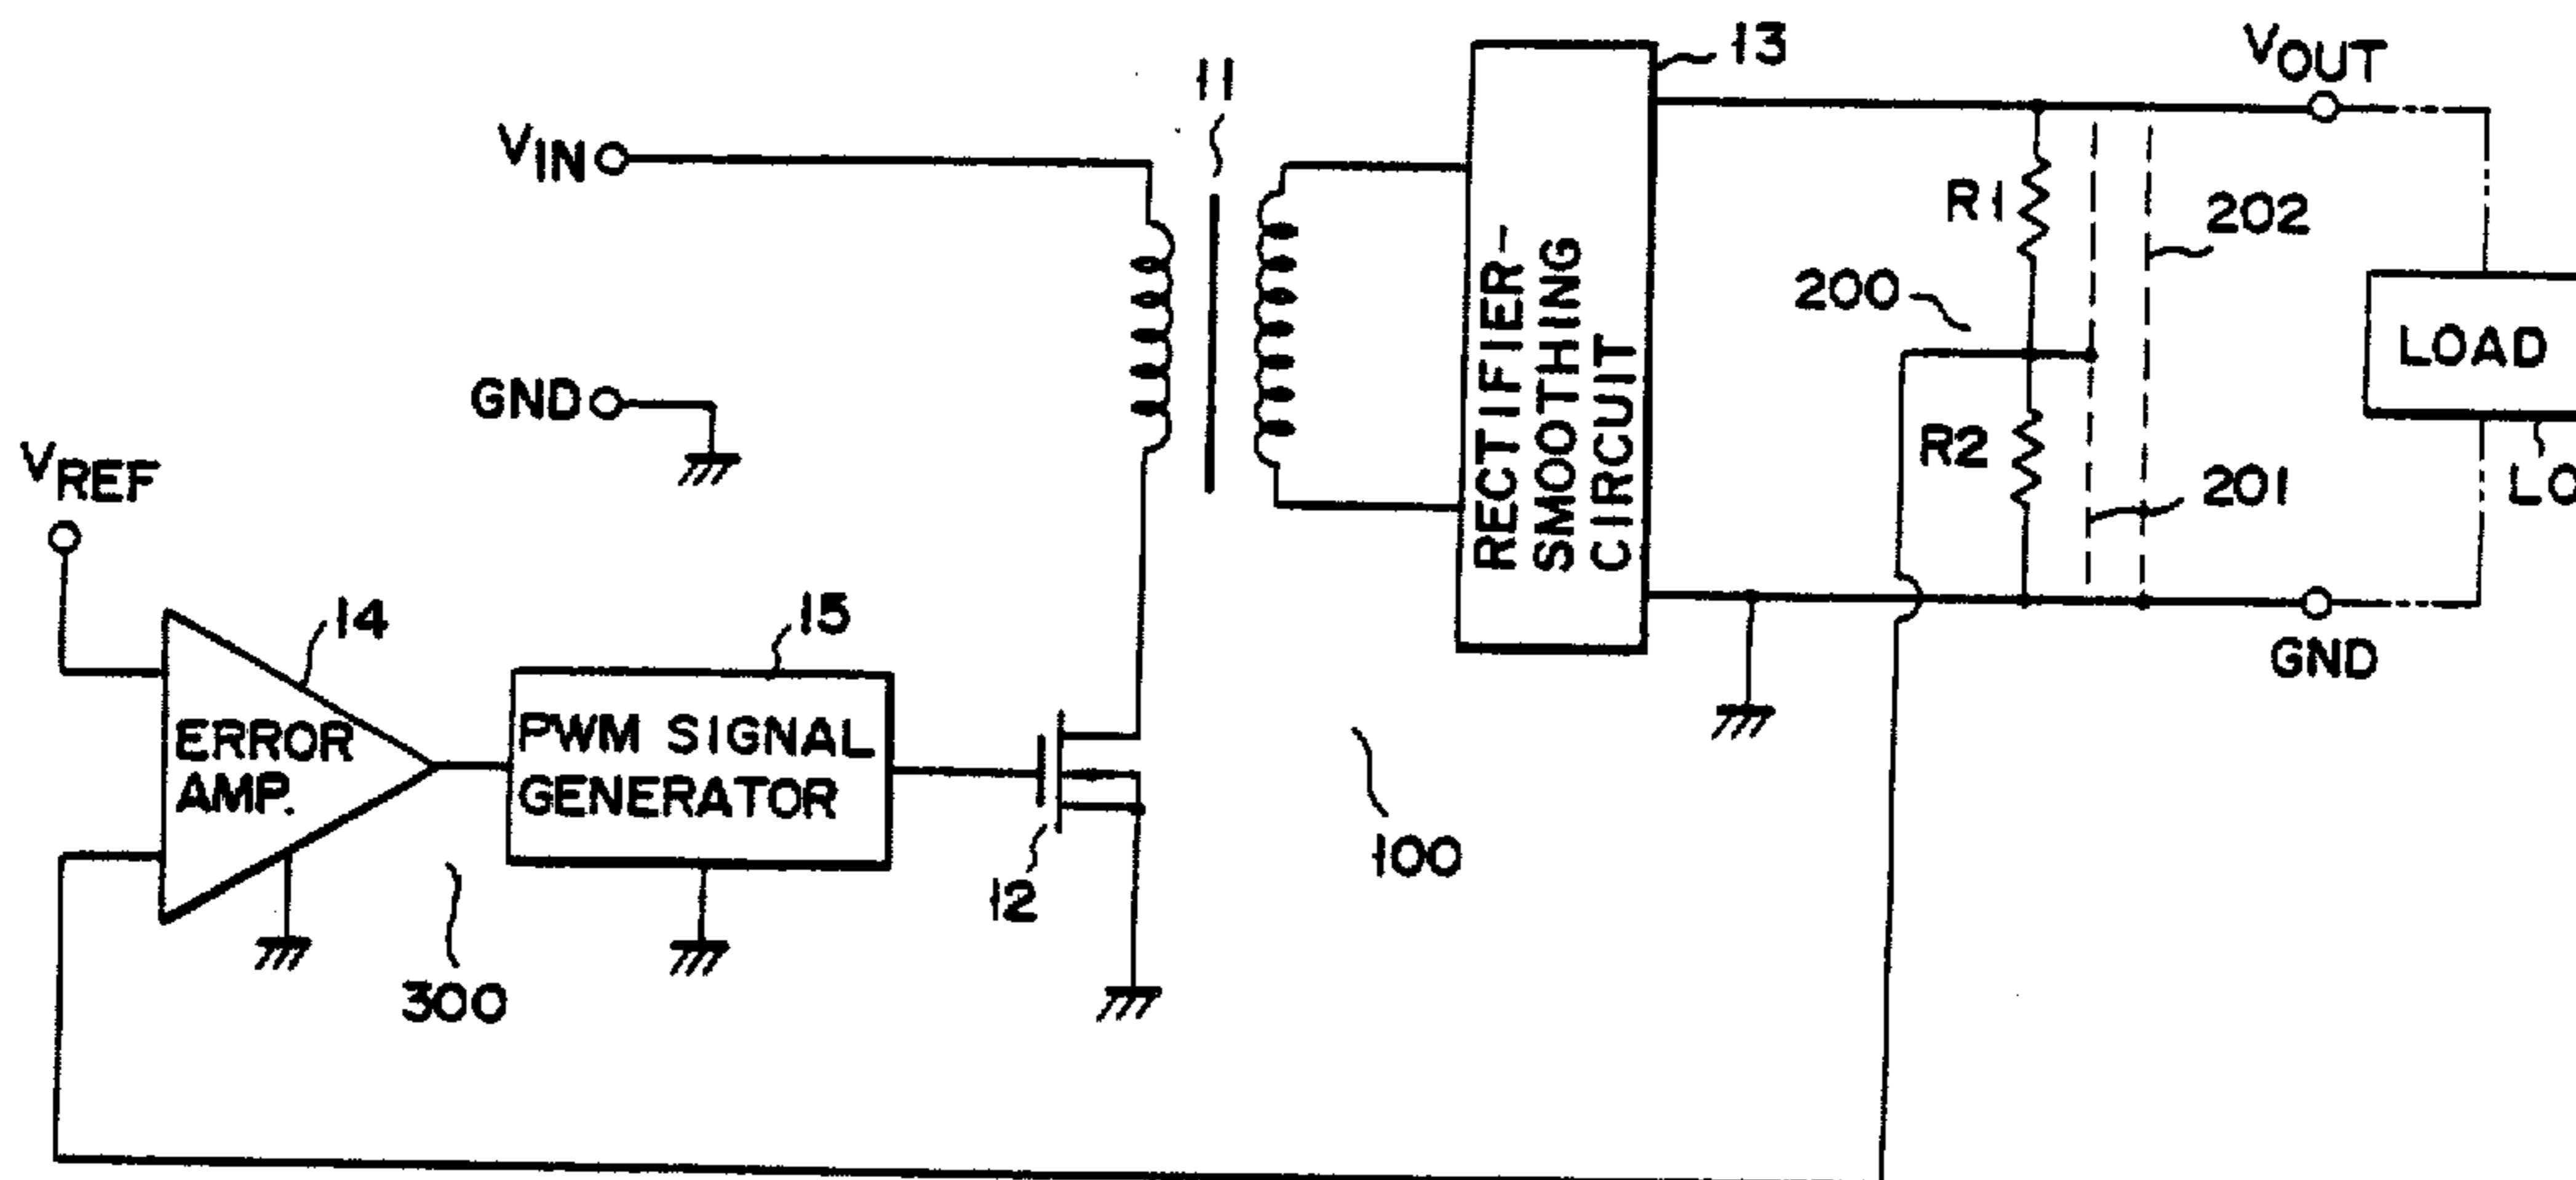 13
VOUT
11
VIN
R1
202
200
RECTIFIER-
SMOOTHING
CIRCUIT
LOAD
GND
R2
VREF
201
LO
14
15
GND
ERROR
AMP.
PWM SIGNAL
GENERATOR
12
100
300